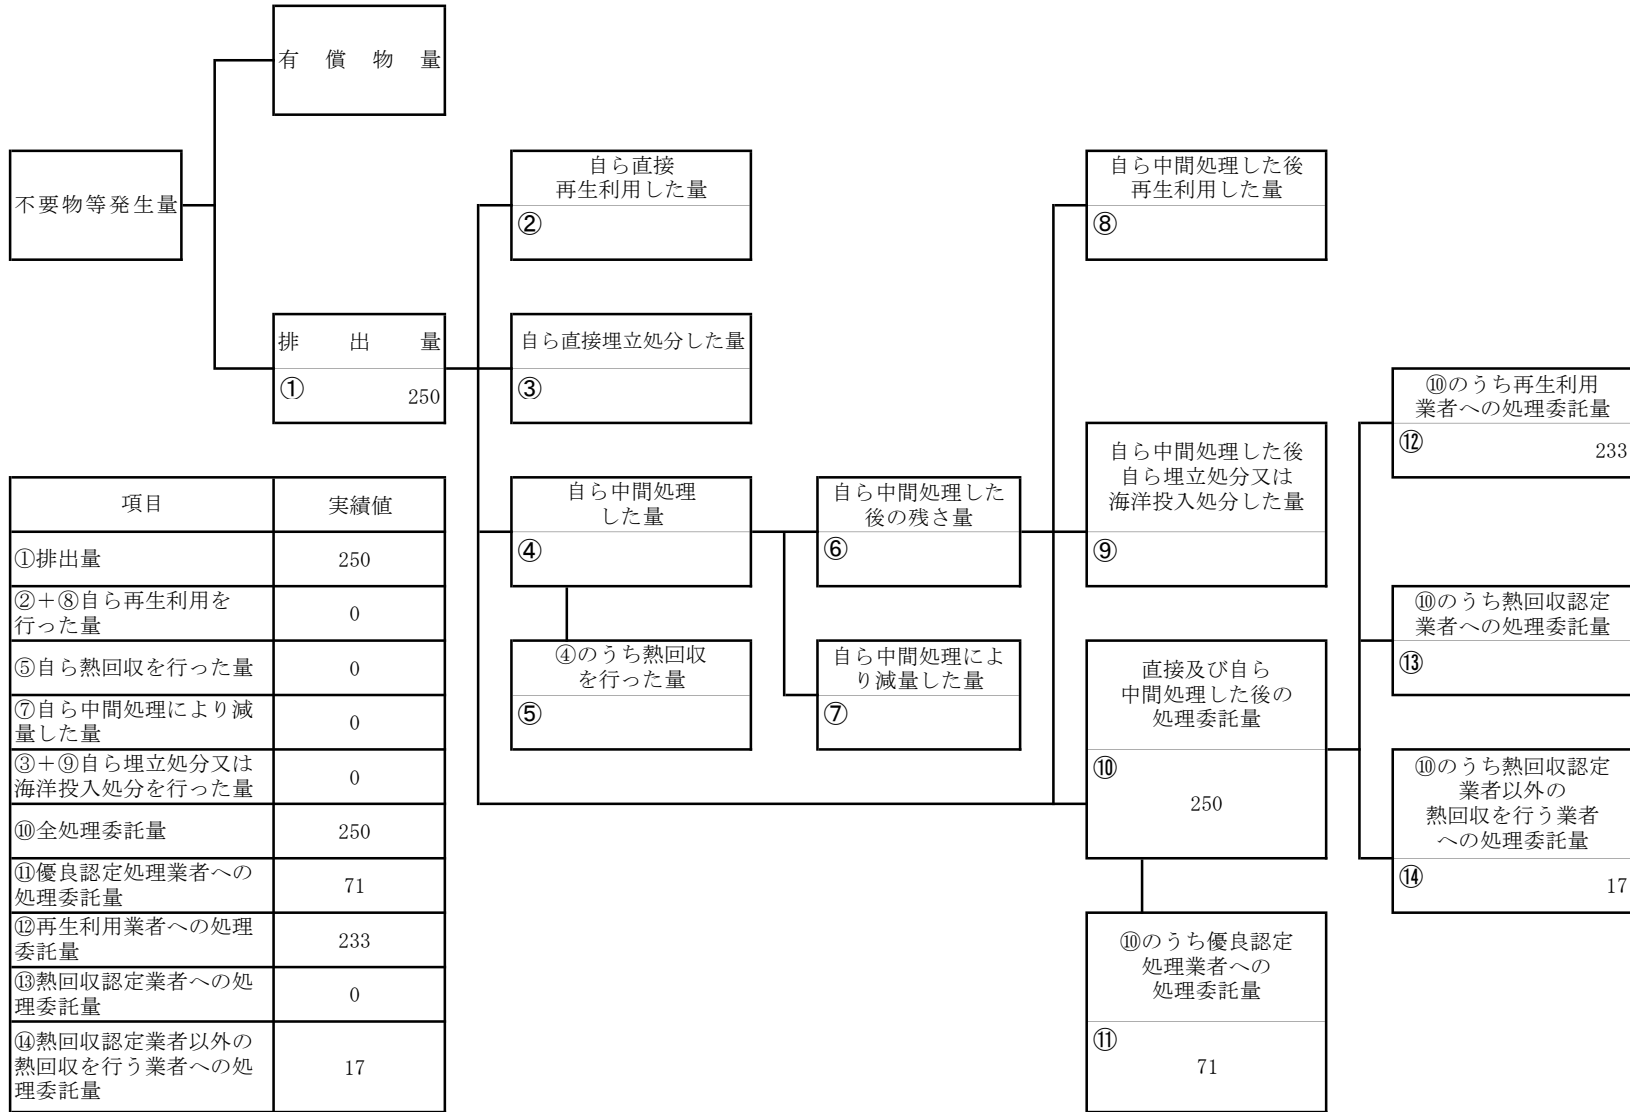 有償物量
不要物等発生量
排出量
①
250
自ら直接
再生利用した量
②
自ら直接埋立処分した量
③
自ら中間処理
した量
④
④のうち熱回収
を行った量
⑤
自ら中間処理した
後の残さ量
⑥
自ら中間処理によ
り減量した量
⑦
自ら中間処理した後
再生利用した量
⑧
自ら中間処理した後
自ら埋立処分又は
海洋投入処分した量
⑨
直接及び自ら
中間処理した後の
処理委託量
⑩
250
⑩のうち優良認定
処理業者への
処理委託量
⑪
71
⑩のうち再生利用
業者への処理委託量
⑫
233
⑩のうち熱回収認定
業者への処理委託量
⑬
⑩のうち熱回収認定
業者以外の
熱回収を行う業者
への処理委託量
⑭
17
項目 実績値
①排出量 250
②＋⑧自ら再生利用を
行った量 0
⑤自ら熱回収を行った量 0
⑦自ら中間処理により減
量した量 0
③＋⑨自ら埋立処分又は
海洋投入処分を行った量 0
⑩全処理委託量 250
⑪優良認定処理業者への
処理委託量 71
⑫再生利用業者への処理
委託量 233
⑬熱回収認定業者への処
理委託量 0
⑭熱回収認定業者以外の
熱回収を行う業者への処
理委託量 17